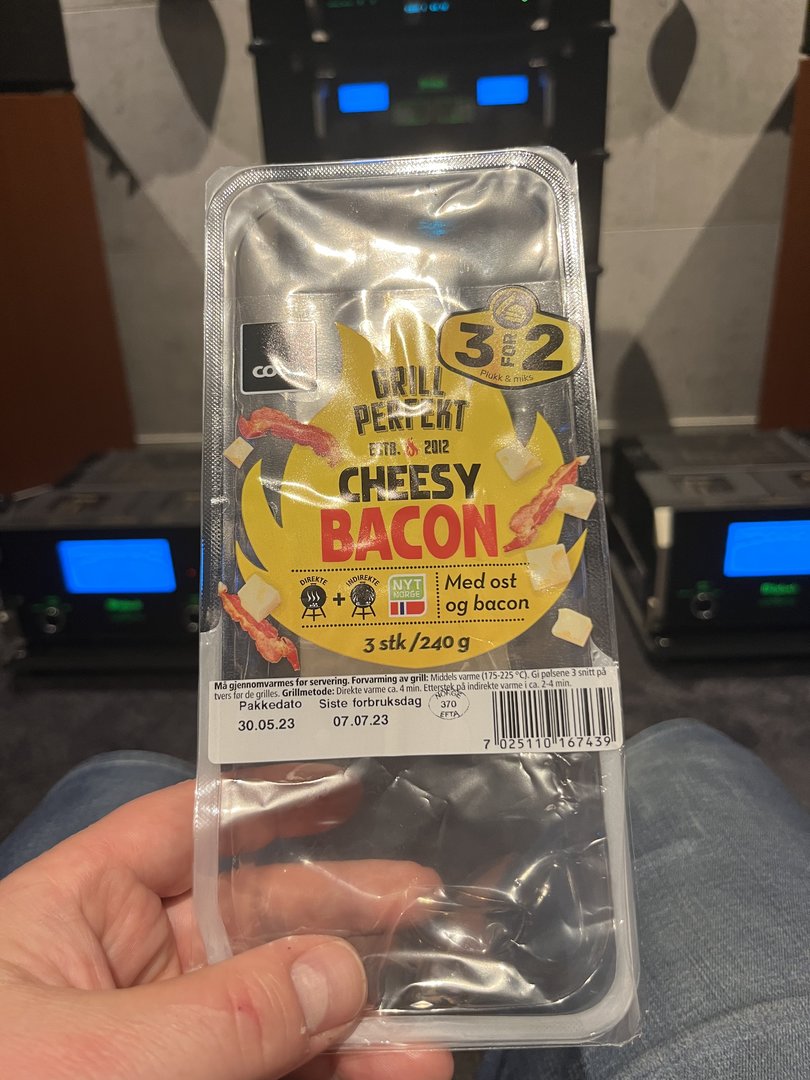 3 FOR 2
Plukk & miks
GRILL
PERFEKT
ESTD. 2012
CHEESY
BACON
DIREKTE + INDIREKTE
NYT
NORGE
Med ost
og bacon
3 stk/240 g
Må gjennomvarmes før servering. Forvarming av grill: Middels varme (175-225 °C). Gi pølsene 3 snitt på
tvers før de grilles. Grillmetode: Direkte varme ca. 4 min. Etterstek på indirekte varme i ca. 2-4 min.
Pakkedato Siste forbruksdag
30.05.23 07.07.23
NORGE
370
EFTA
7 025110 167439